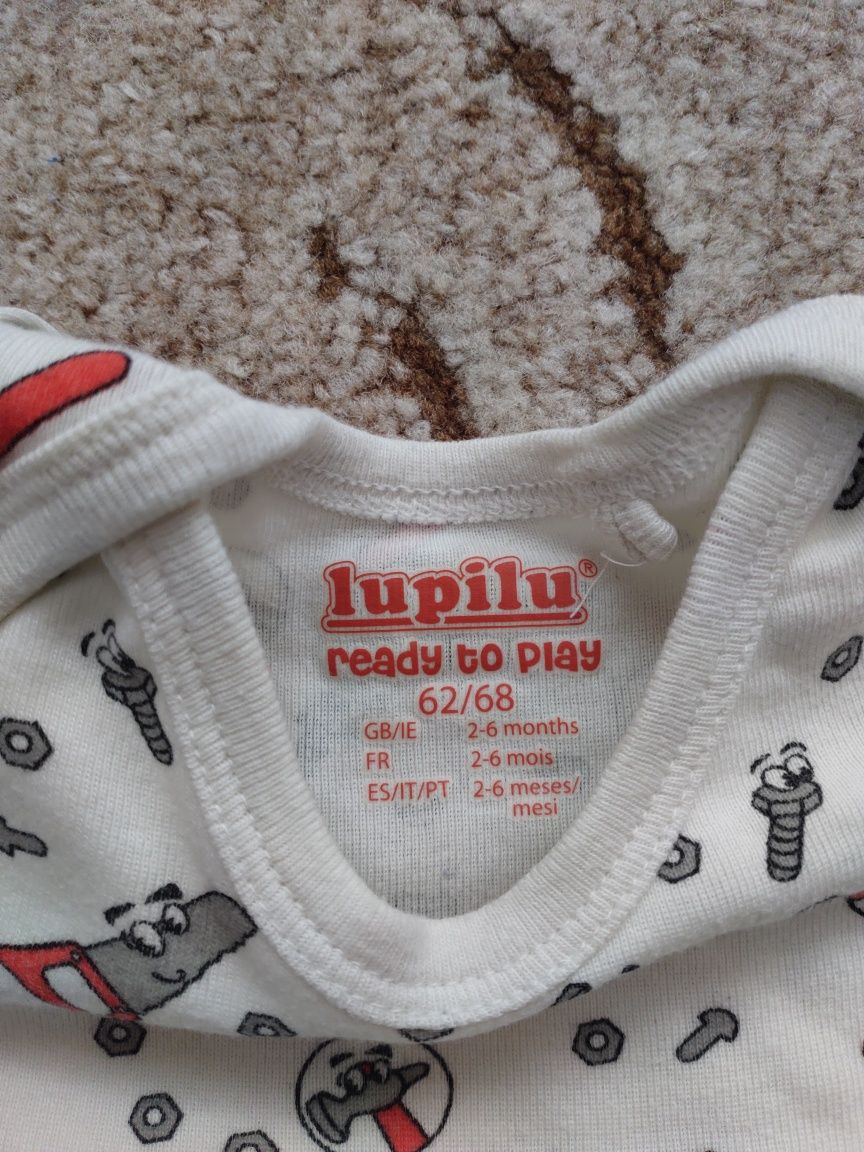 lupilu®
ready to play
62/68
GB/IE 2-6 months
FR 2-6 mois
ES/IT/PT 2-6 meses/
mesi